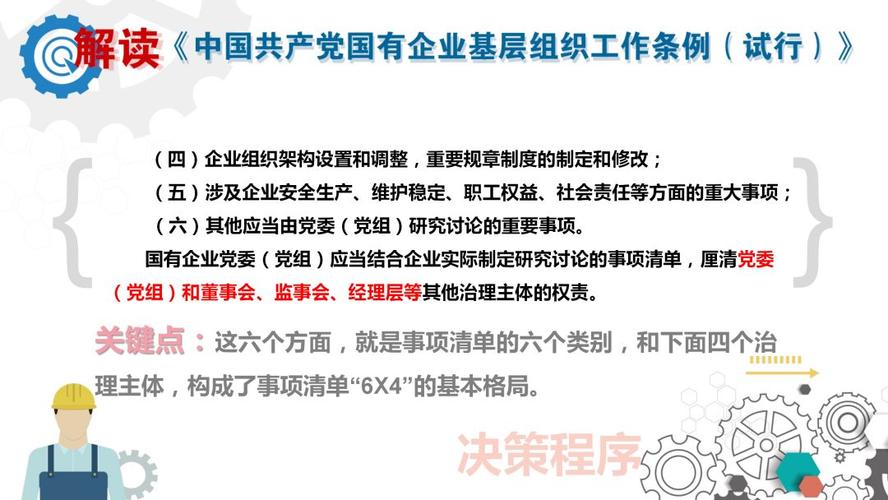 解读《中国共产党国有企业基层组织工作条例（试行）》
（四）企业组织架构设置和调整，重要规章制度的制定和修改；
（五）涉及企业安全生产、维护稳定、职工权益、社会责任等方面的重大事项；
（六）其他应当由党委（党组）研究讨论的重要事项。
国有企业党委（党组）应当结合企业实际制定研究讨论的事项清单，厘清党委
（党组）和董事会、监事会、经理层等其他治理主体的权责。
关键点：这六个方面，就是事项清单的六个类别，和下面四个治
理主体，构成了事项清单“6X4”的基本格局。
决策程序